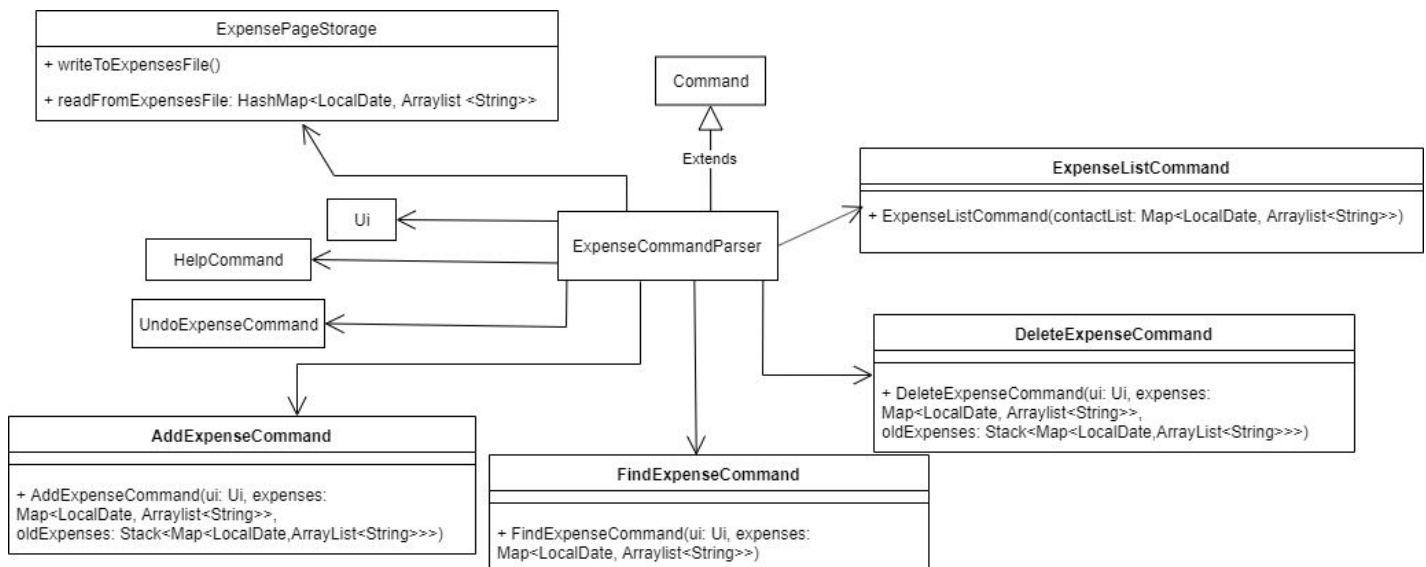 ExpensePageStorage
+ writeToExpensesFile()
+ readFromExpensesFile: HashMap<LocalDate, Arraylist <String>>
Command
Extends
ExpenseListCommand
+ ExpenseListCommand(contactList: Map<LocalDate, Arraylist<String>>)
Ui
ExpenseCommandParser
HelpCommand
UndoExpenseCommand
DeleteExpenseCommand
+ DeleteExpenseCommand(ui: Ui, expenses:
Map<LocalDate, Arraylist<String>>,
oldExpenses: Stack<Map<LocalDate,ArrayList<String>>>)
AddExpenseCommand
+ AddExpenseCommand(ui: Ui, expenses:
Map<LocalDate, Arraylist<String>>,
oldExpenses: Stack<Map<LocalDate,ArrayList<String>>>)
FindExpenseCommand
+ FindExpenseCommand(ui: Ui, expenses:
Map<LocalDate, Arraylist<String>>)